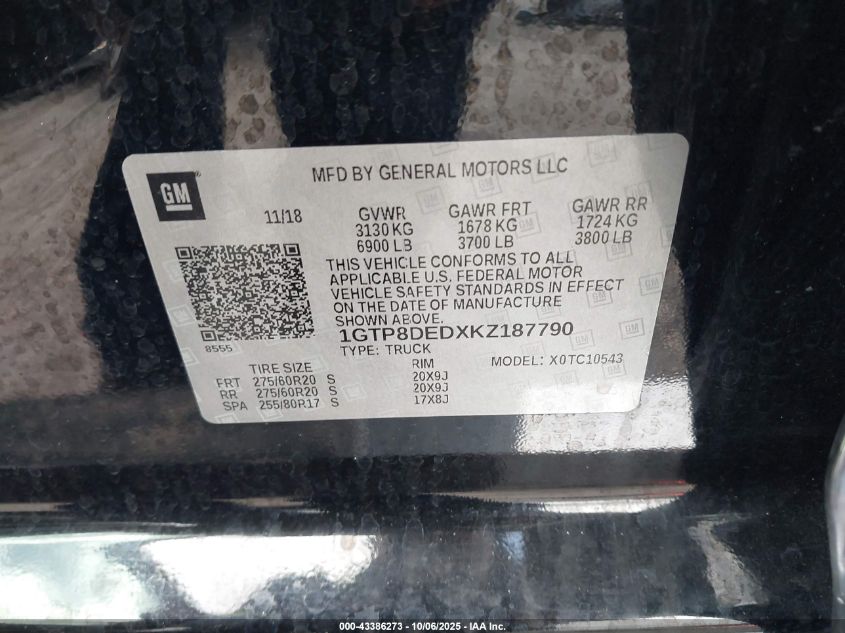 MFD BY GENERAL MOTORS LLC
GM
11/18 GVWR GAWR FRT GAWR RR
3130 KG 1678 KG 1724 KG
6900 LB 3700 LB 3800 LB
THIS VEHICLE CONFORMS TO ALL
APPLICABLE U.S. FEDERAL MOTOR
VEHICLE SAFETY STANDARDS IN EFFECT
ON THE DATE OF MANUFACTURE
SHOWN ABOVE.
8555
1GTP8DEDXKZ187790
TYPE: TRUCK MODEL: X0TC10543
TIRE SIZE RIM
FRT 275/60R20 S 20X9J
RR 275/60R20 S 20X9J
SPA 255/80R17 S 17X8J
000-43386273 - 10/06/2025 - IAA Inc.